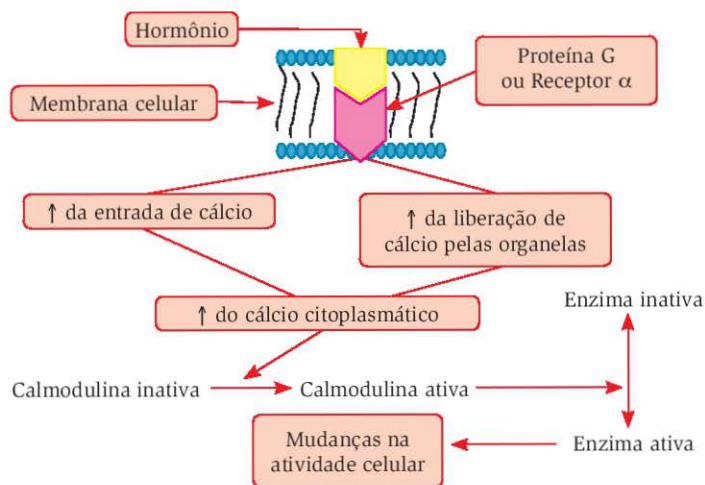 Hormônio
Proteína G
ou Receptor α
Membrana celular
↑ da entrada de cálcio
↑ da liberação de
cálcio pelas organelas
↑ do cálcio citoplasmático
Enzima inativa
Calmodulina inativa
Calmodulina ativa
Mudanças na
atividade celular
Enzima ativa